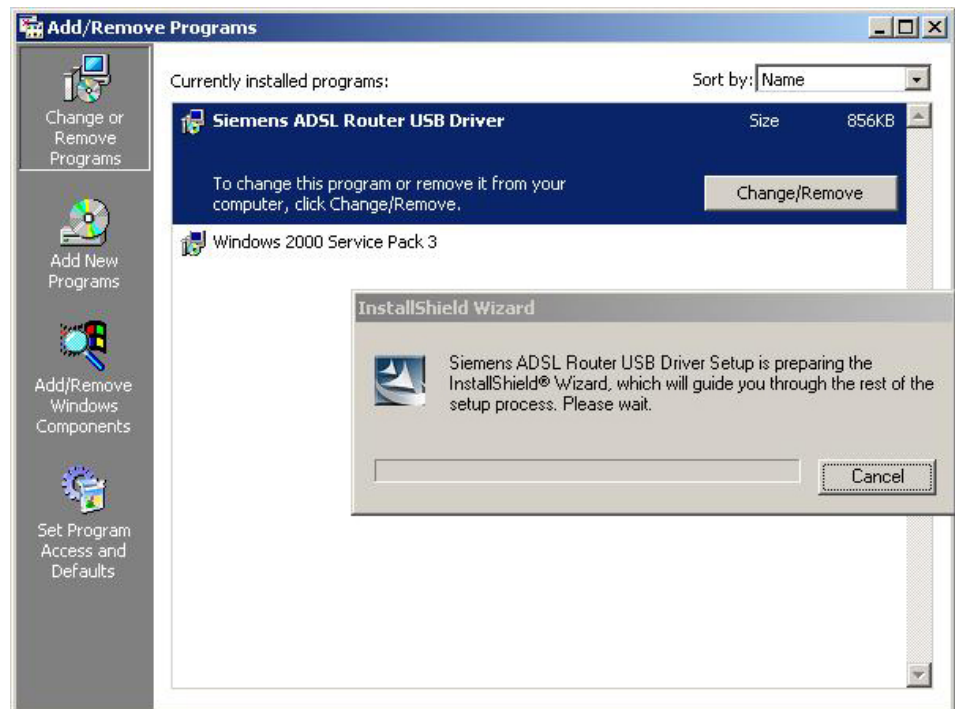 Add/Remove Programs
Change or
Remove
Programs
Add New
Programs
Add/Remove
Windows
Components
Set Program
Access and
Defaults
Currently installed programs:
Sort by: Name
Siemens ADSL Router USB Driver Size 856KB
To change this program or remove it from your
computer, click Change/Remove.
Change/Remove
Windows 2000 Service Pack 3
InstallShield Wizard
Siemens ADSL Router USB Driver Setup is preparing the
InstallShield® Wizard, which will guide you through the rest of the
setup process. Please wait.
Cancel